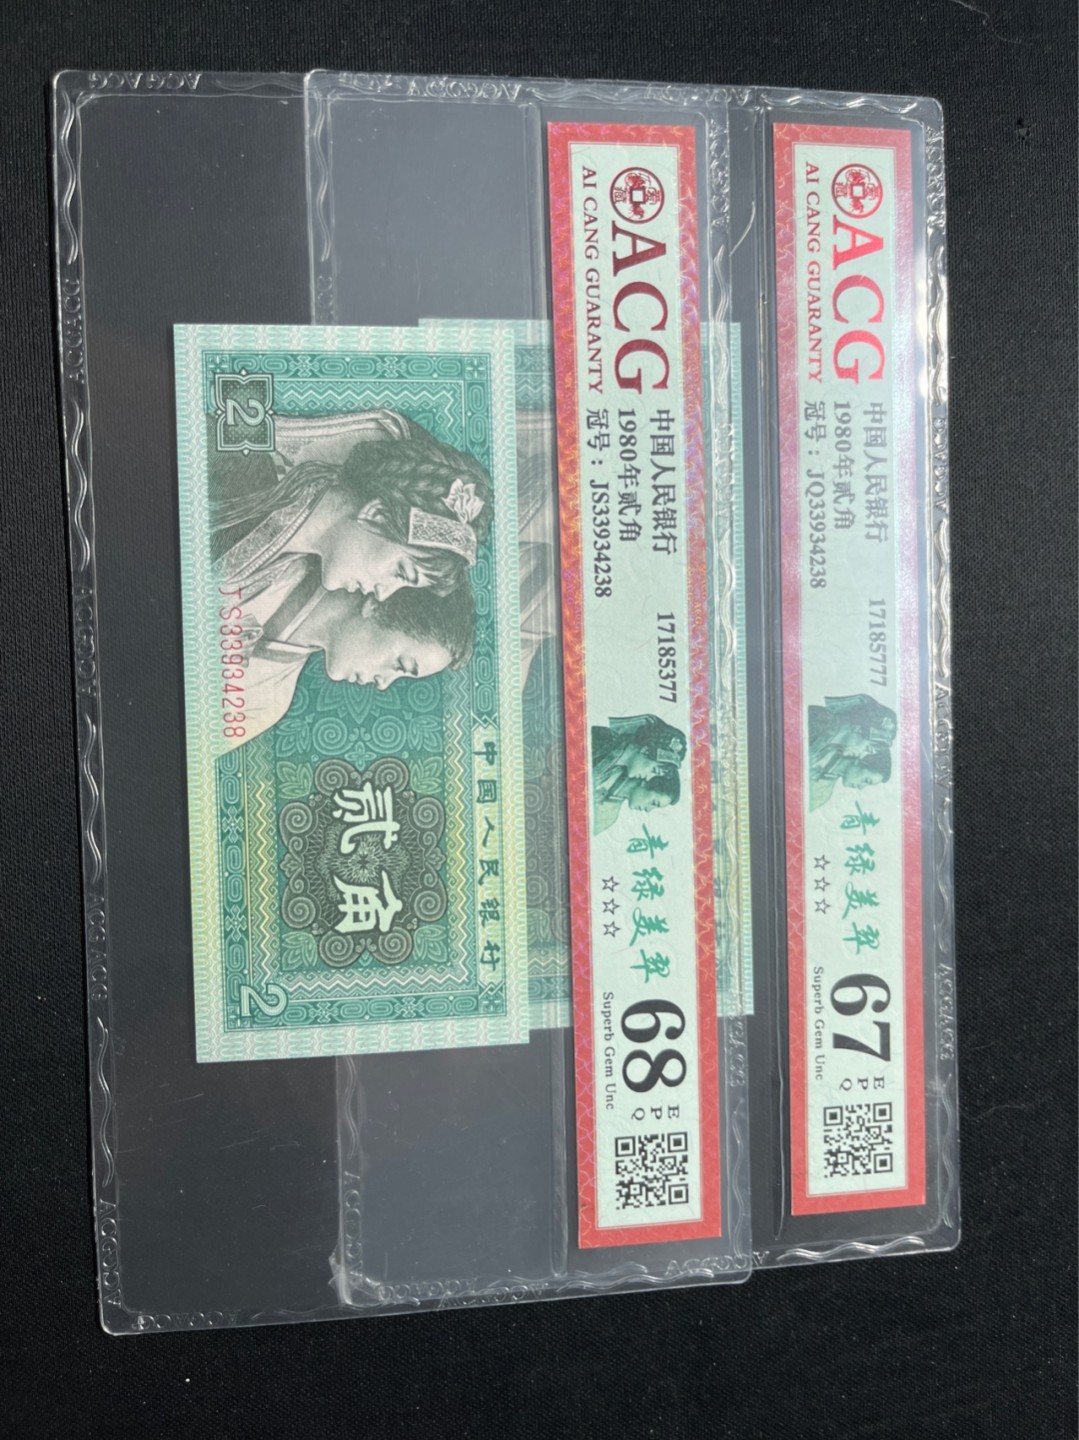 ACG
AI CANG GUARANTY
中国人民银行 17185777
1980年贰角
冠号：JQ33934238
青绿美翠
☆☆☆
67 EPQ
Superb Gem Unc
ACG
AI CANG GUARANTY
中国人民银行 17185377
1980年贰角
冠号：JS33934238
青绿美翠
☆☆☆
68 EPQ
Superb Gem Unc
中国人民银行
2
贰角
JS33934238
2